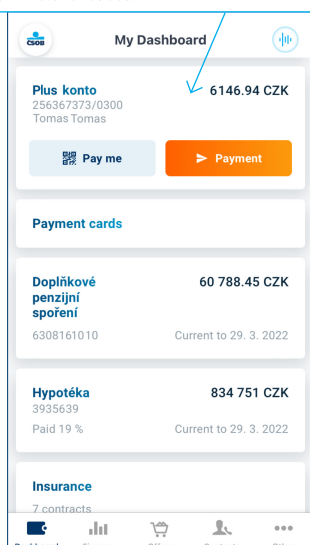 ČSOB
My Dashboard
Plus konto
6146.94 CZK
256367373/0300
Tomas Tomas
Pay me
Payment
Payment cards
Doplňkové
penzijní
spoření
60 788.45 CZK
6308161010
Current to 29. 3. 2022
Hypotéka
834 751 CZK
3935639
Paid 19 %
Current to 29. 3. 2022
Insurance
7 contracts